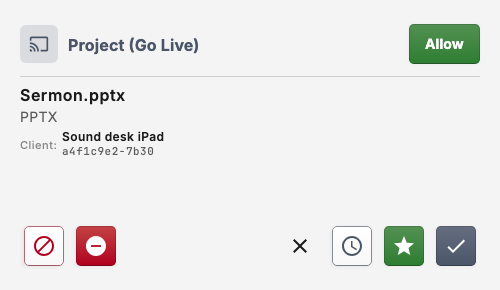 Project (Go Live)
Allow
Sermon.pptx
PPTX
Client: Sound desk iPad
a4f1c9e2-7b30